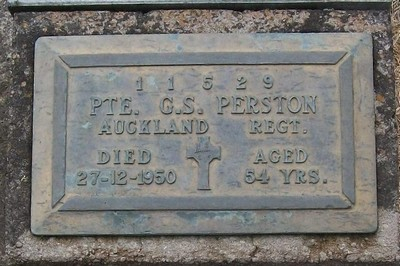 11529
PTE. C.S. PERSTON
AUCKLAND REGT.
DIED AGED
27-12-1950 54 YRS.